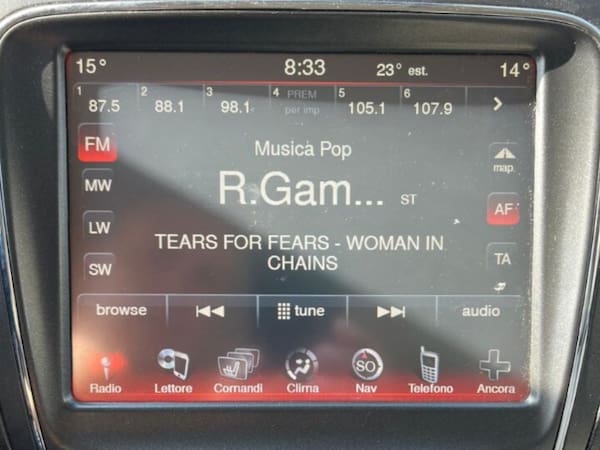 15° 8:33 23° est. 14°
1 2 3 4 PREM 5 6
87.5 88.1 98.1 per imp 105.1 107.9 >
FM
Musica Pop
map
MW
R.Gam... ST
AF
LW
TEARS FOR FEARS - WOMAN IN
CHAINS
TA
SW
browse tune audio
SO
Radio Lettore Comandi Clima Nav Telefono Ancora